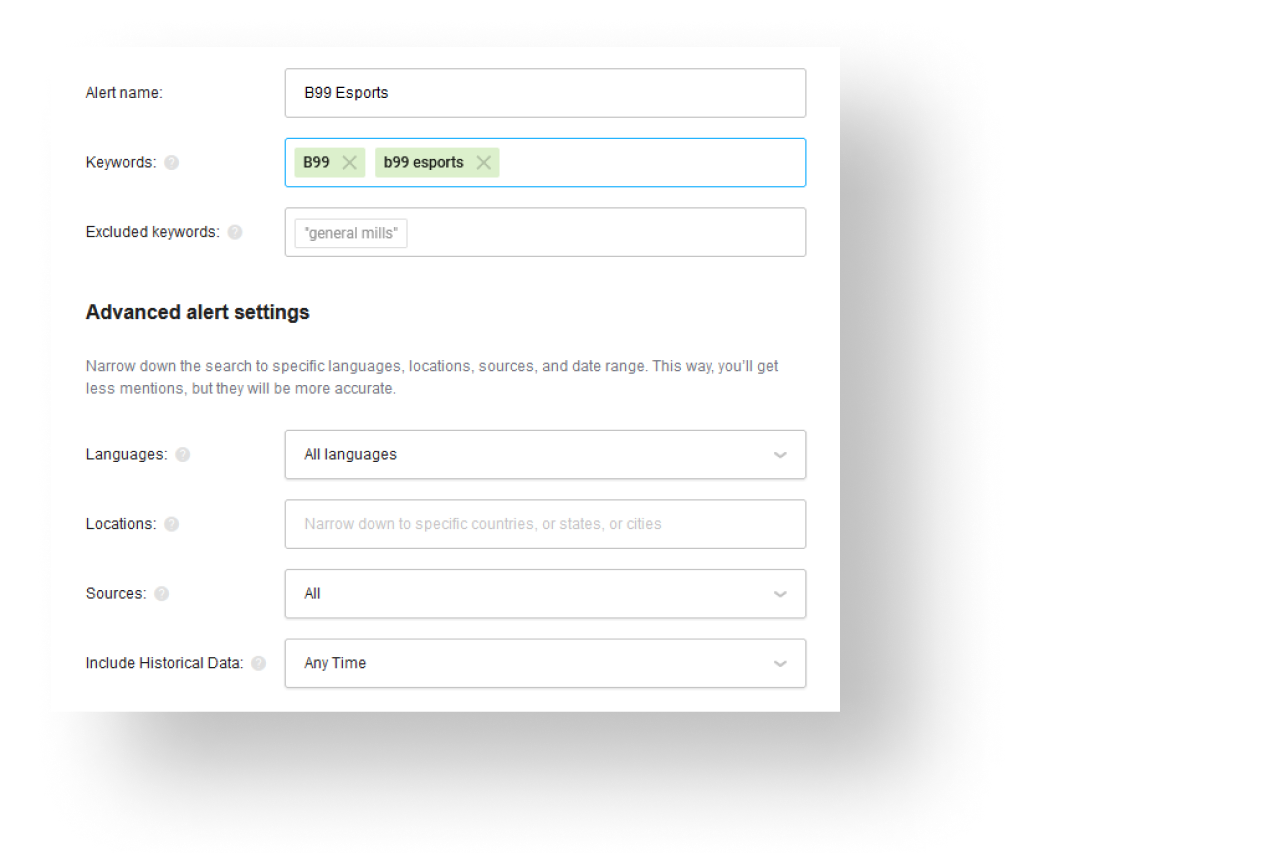 Alert name: B99 Esports
Keywords: ? B99 b99 esports
Excluded keywords: ? "general mills"
Advanced alert settings
Narrow down the search to specific languages, locations, sources, and date range. This way, you'll get
less mentions, but they will be more accurate.
Languages: ? All languages
Locations: ? Narrow down to specific countries, or states, or cities
Sources: ? All
Include Historical Data: ? Any Time